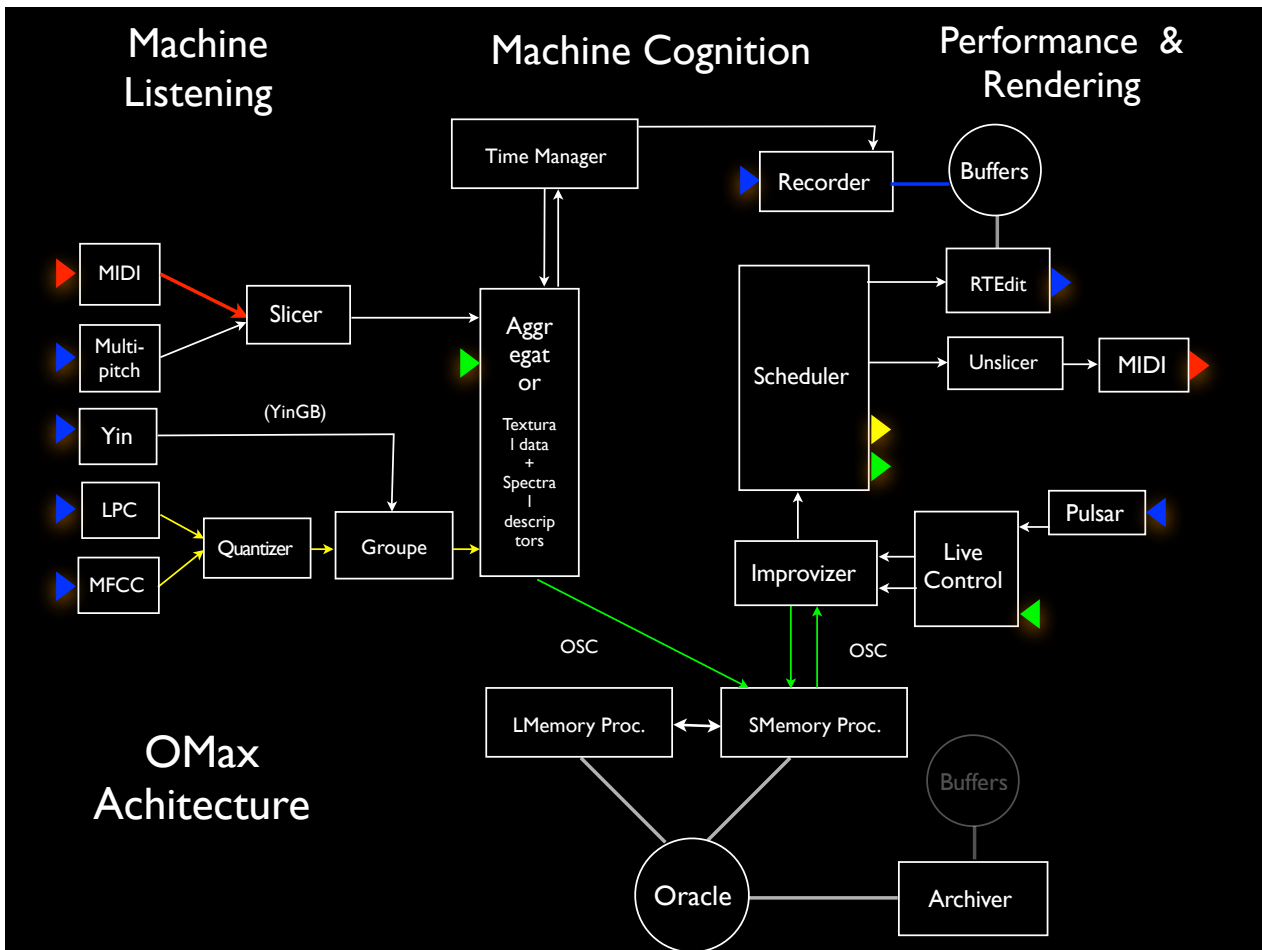 Machine
Listening
Machine Cognition
Performance &
Rendering
Time Manager
Recorder
Buffers
MIDI
Slicer
Multi-
pitch
Aggr
egat
or
Textura
l data
+
Spectra
l
descrip
tors
RTEdit
Scheduler
Unslicer
MIDI
Yin
(YinGB)
LPC
Quantizer
Groupe
MFCC
Pulsar
Improvizer
Live
Control
OSC
OSC
LMemory Proc.
SMemory Proc.
OMax
Achitecture
Buffers
Oracle
Archiver